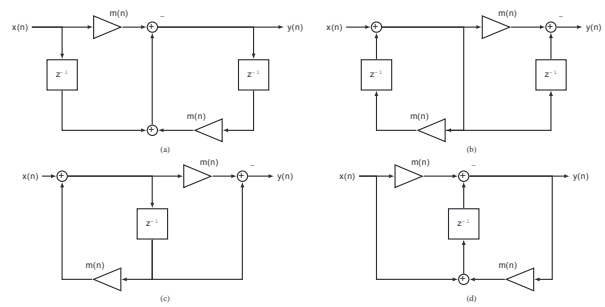 m(n)
x(n) + − y(n)
z⁻¹ z⁻¹
m(n)
+
(a)
m(n)
x(n) + + − y(n)
z⁻¹ z⁻¹
m(n)
(b)
m(n)
x(n) + + − y(n)
z⁻¹
m(n)
(c)
m(n)
x(n) + − y(n)
z⁻¹
m(n)
+
(d)